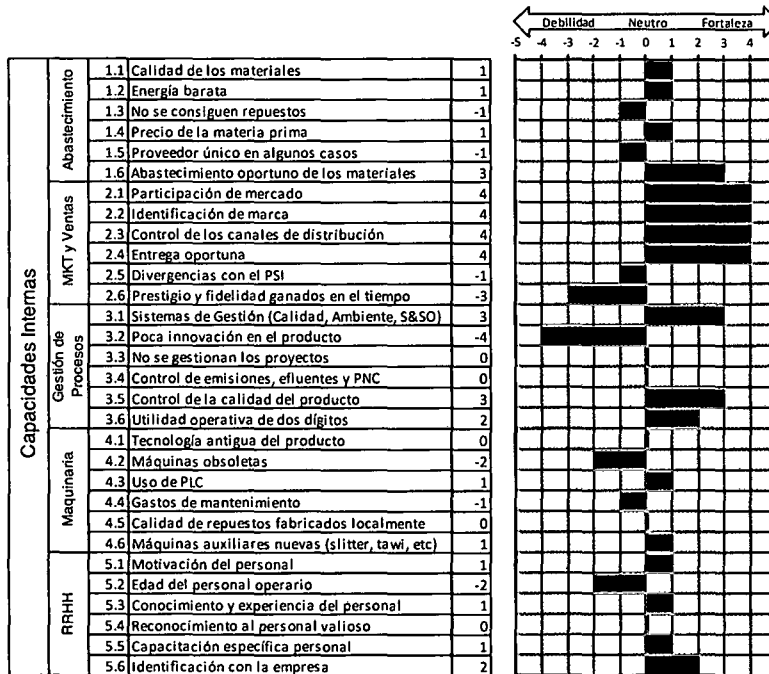 Debilidad Neutro Fortaleza
-5 -4 -3 -2 -1 0 1 2 3 4
Capacidades Internas
Abastecimiento
1.1 Calidad de los materiales 1
1.2 Energía barata 1
1.3 No se consiguen repuestos -1
1.4 Precio de la materia prima 1
1.5 Proveedor único en algunos casos -1
1.6 Abastecimiento oportuno de los materiales 3
MKT y Ventas
2.1 Participación de mercado 4
2.2 Identificación de marca 4
2.3 Control de los canales de distribución 4
2.4 Entrega oportuna 4
2.5 Divergencias con el PSI -1
2.6 Prestigio y fidelidad ganados en el tiempo -3
Gestión de
Procesos
3.1 Sistemas de Gestión (Calidad, Ambiente, S&SO) 3
3.2 Poca innovación en el producto -4
3.3 No se gestionan los proyectos 0
3.4 Control de emisiones, efluentes y PNC 0
3.5 Control de la calidad del producto 3
3.6 Utilidad operativa de dos dígitos 2
Maquinaria
4.1 Tecnología antigua del producto 0
4.2 Máquinas obsoletas -2
4.3 Uso de PLC 1
4.4 Gastos de mantenimiento -1
4.5 Calidad de repuestos fabricados localmente 0
4.6 Máquinas auxiliares nuevas (slitter, tawi, etc) 1
RRHH
5.1 Motivación del personal 1
5.2 Edad del personal operario -2
5.3 Conocimiento y experiencia del personal 1
5.4 Reconocimiento al personal valioso 0
5.5 Capacitación específica personal 1
5.6 Identificación con la empresa 2